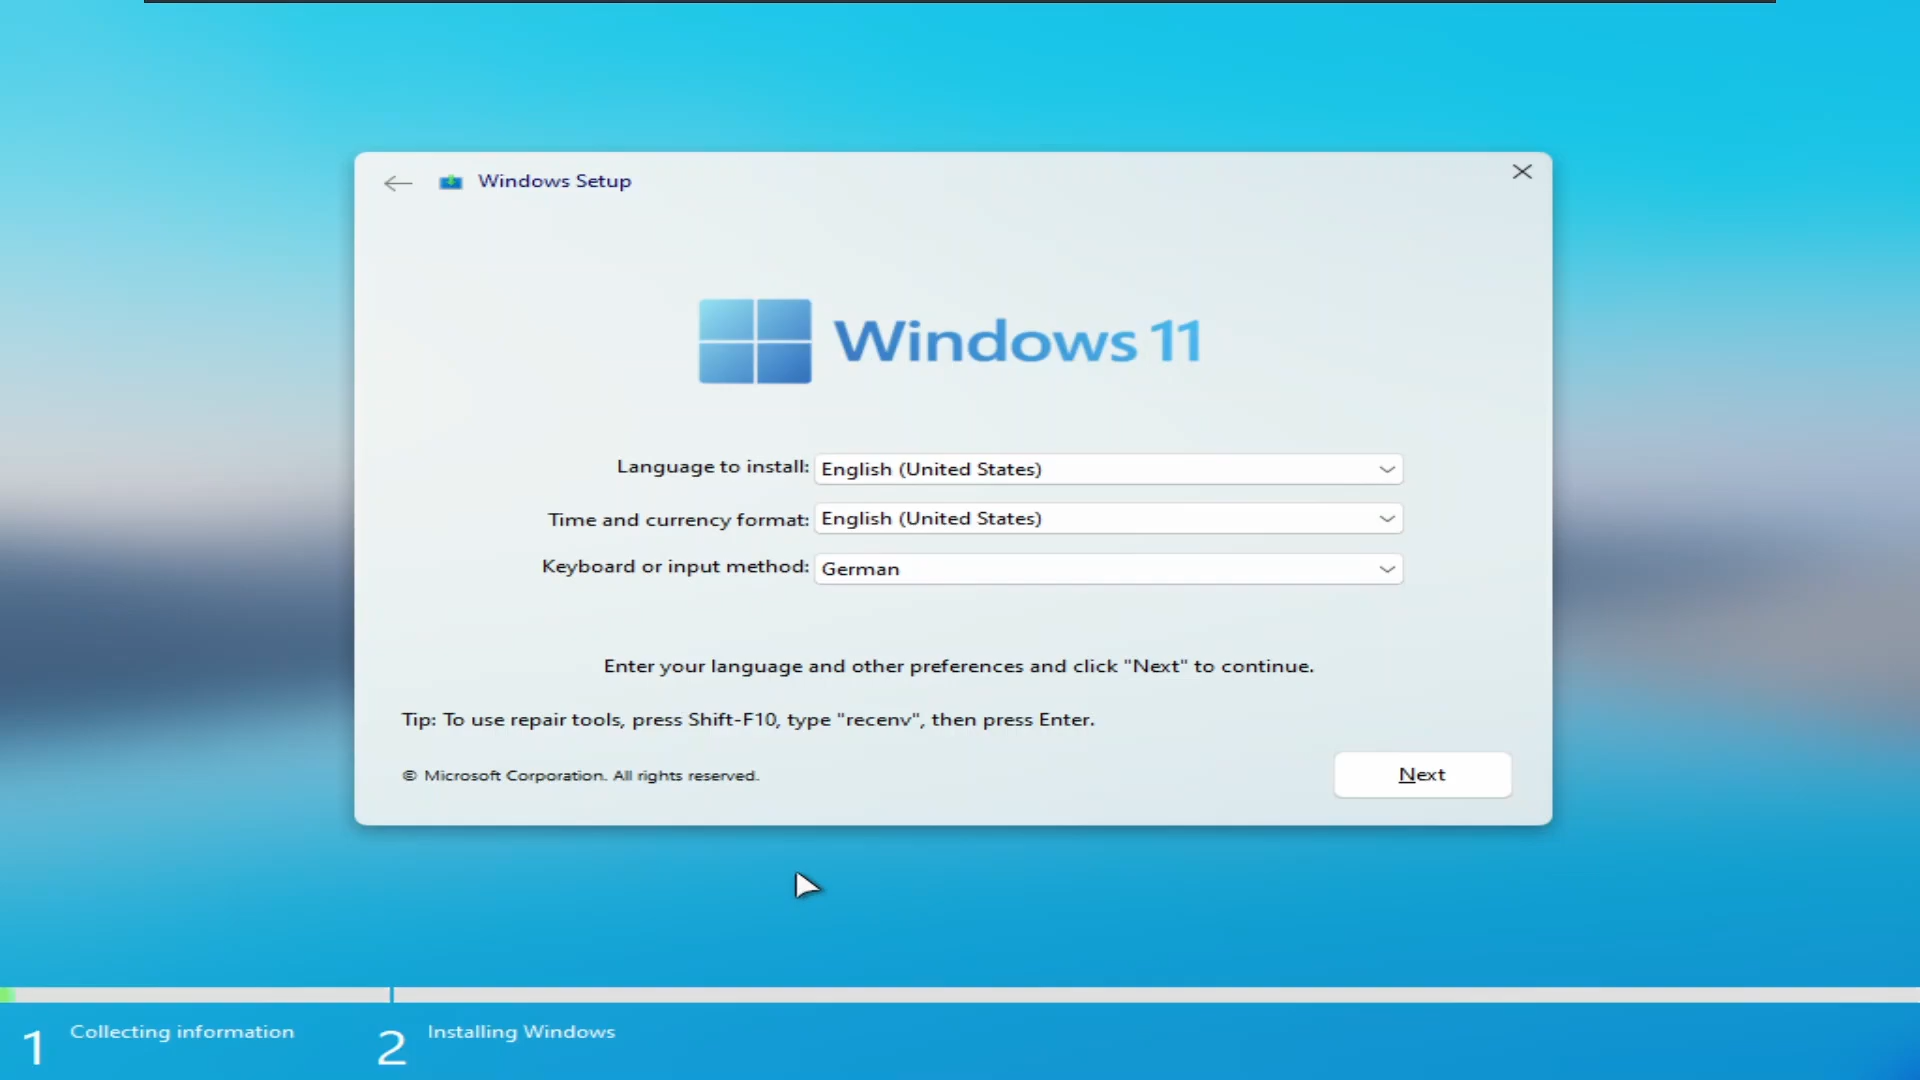 Windows Setup
Windows 11
Language to install: English (United States)
Time and currency format: English (United States)
Keyboard or input method: German
Enter your language and other preferences and click "Next" to continue.
Tip: To use repair tools, press Shift-F10, type "recenv", then press Enter.
© Microsoft Corporation. All rights reserved.
Next
1 Collecting information
2 Installing Windows